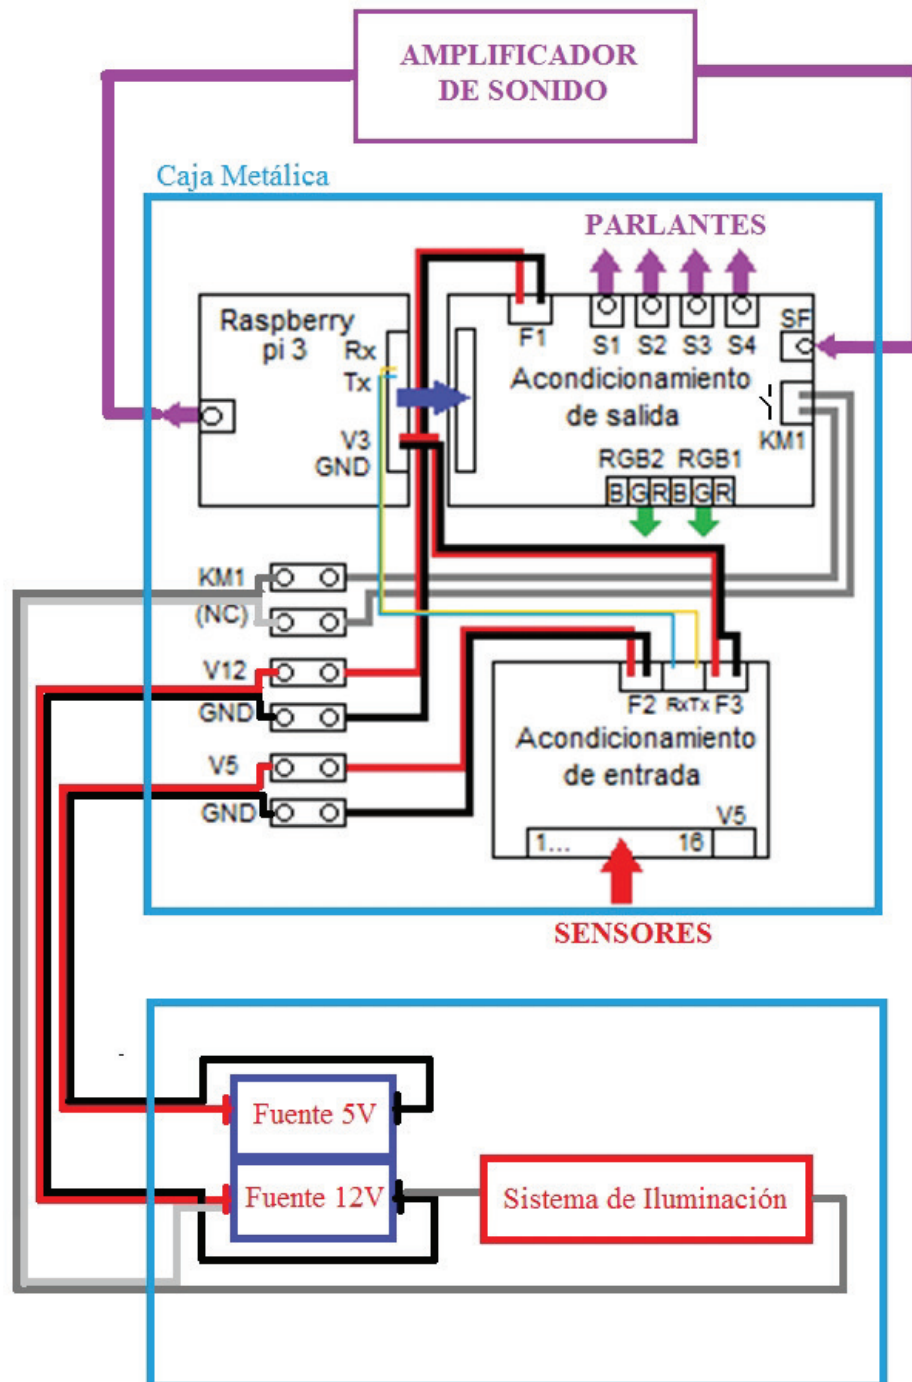 AMPLIFICADOR
DE SONIDO
Caja Metálica
PARLANTES
Raspberry
pi 3
Rx
Tx
V3
GND
F1
S1 S2 S3 S4
SF
Acondicionamiento
de salida
KM1
RGB2 RGB1
B G R B G R
KM1
(NC)
V12
GND
V5
GND
F2 RxTx F3
Acondicionamiento
de entrada
V5
1... 16
SENSORES
Fuente 5V
Fuente 12V
Sistema de Iluminación